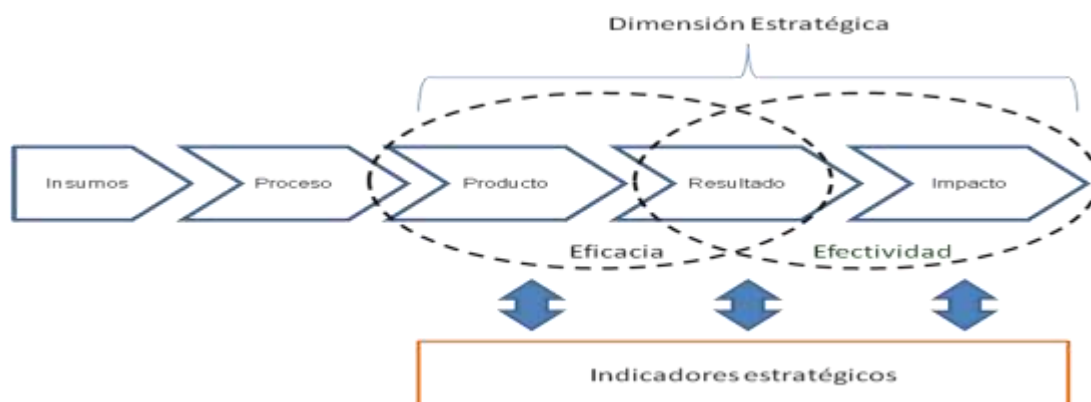 Dimensión Estratégica
Insumos
Proceso
Producto
Resultado
Impacto
Eficacia
Efectividad
Indicadores estratégicos